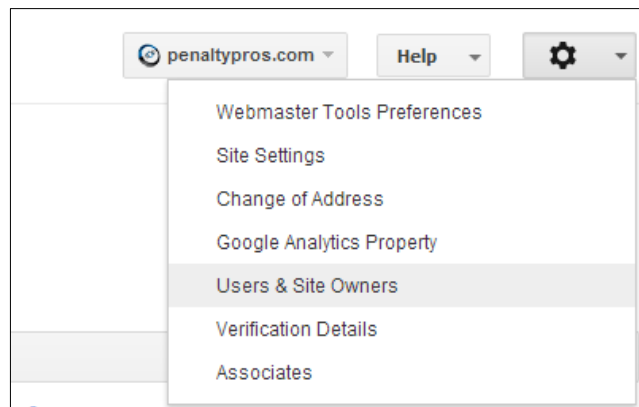 penaltypros.com Help
Webmaster Tools Preferences
Site Settings
Change of Address
Google Analytics Property
Users & Site Owners
Verification Details
Associates